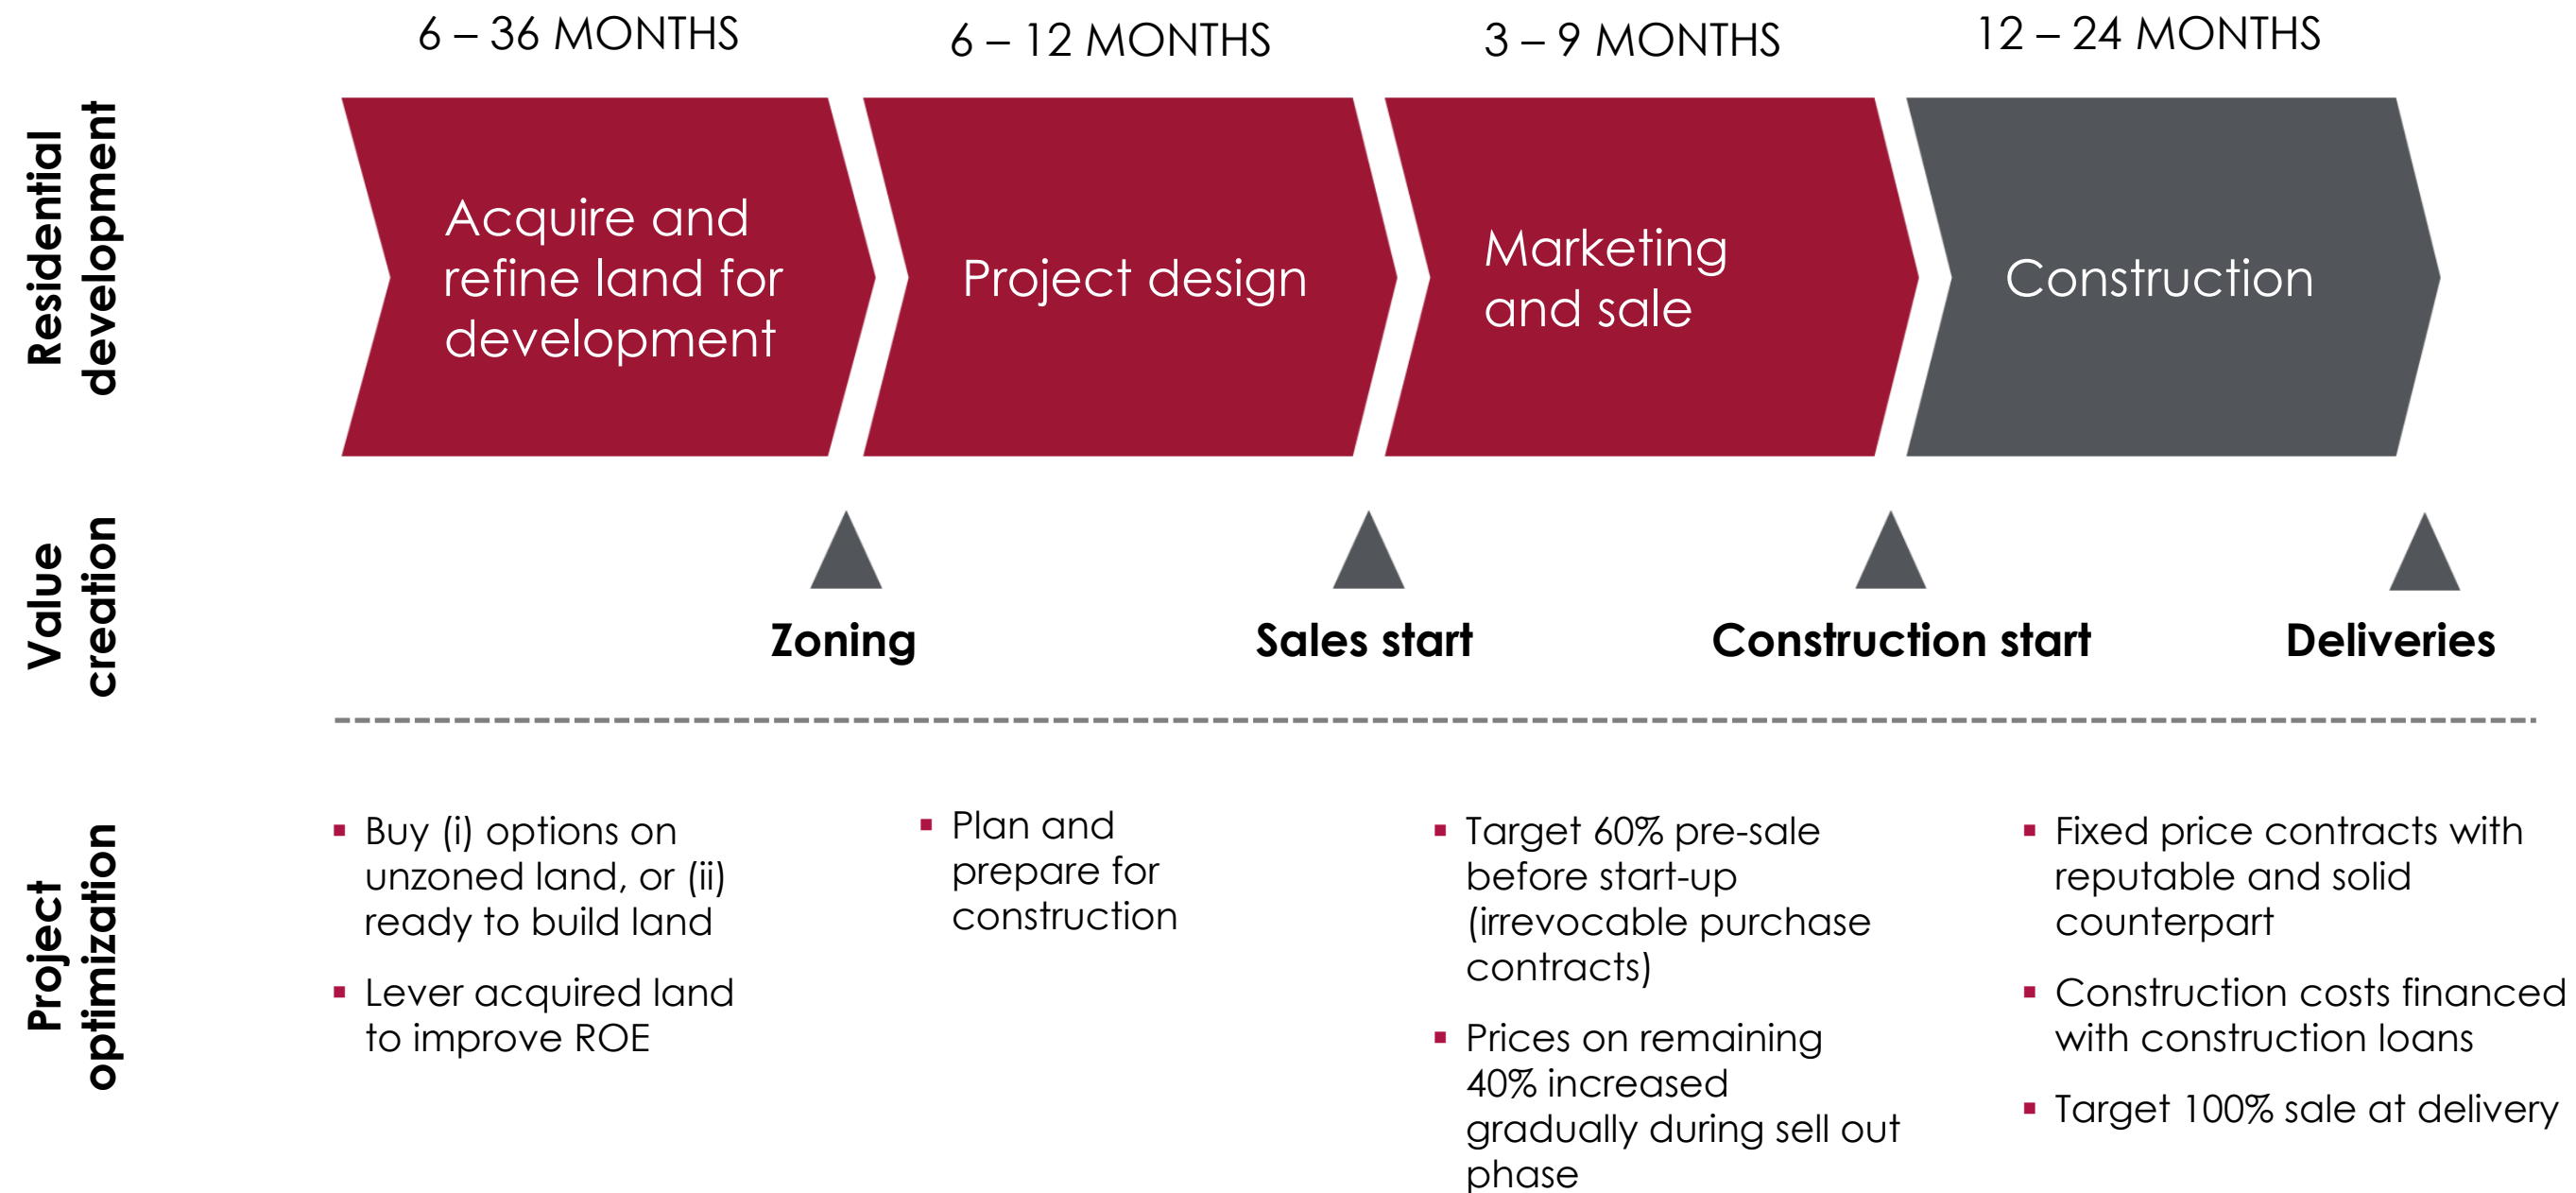 6 – 36 MONTHS
6 – 12 MONTHS
3 – 9 MONTHS
12 – 24 MONTHS
Residential
development
Acquire and
refine land for
development
Project design
Marketing
and sale
Construction
Value
creation
Zoning
Sales start
Construction start
Deliveries
Project
optimization
▪ Buy (i) options on
unzoned land, or (ii)
ready to build land
▪ Lever acquired land
to improve ROE
▪ Plan and
prepare for
construction
▪ Target 60% pre-sale
before start-up
(irrevocable purchase
contracts)
▪ Prices on remaining
40% increased
gradually during sell out
phase
▪ Fixed price contracts with
reputable and solid
counterpart
▪ Construction costs financed
with construction loans
▪ Target 100% sale at delivery